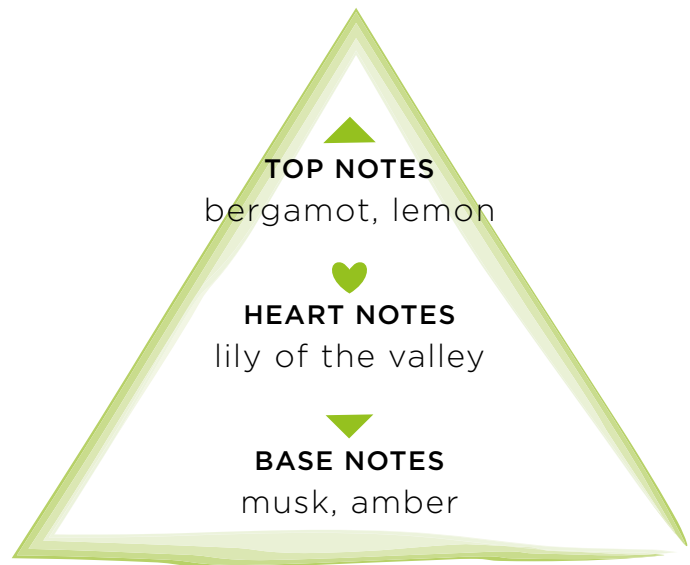 TOP NOTES
bergamot, lemon
HEART NOTES
lily of the valley
BASE NOTES
musk, amber